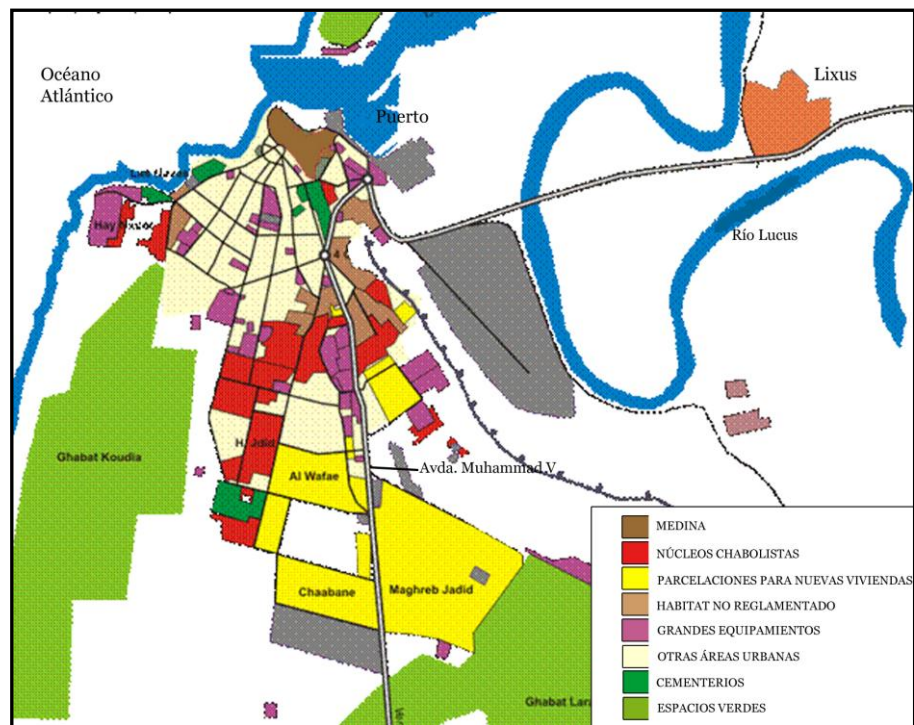 Océano
Atlántico
Puerto
Lixus
Río Lucus
H. Jdid
Ghabat Koudia
Al Wafae
Avda. Muhammad V
Chaabane
Maghreb Jadid
Ghabat Lara
MEDINA
NÚCLEOS CHABOLISTAS
PARCELACIONES PARA NUEVAS VIVIENDAS
HABITAT NO REGLAMENTADO
GRANDES EQUIPAMIENTOS
OTRAS ÁREAS URBANAS
CEMENTERIOS
ESPACIOS VERDES